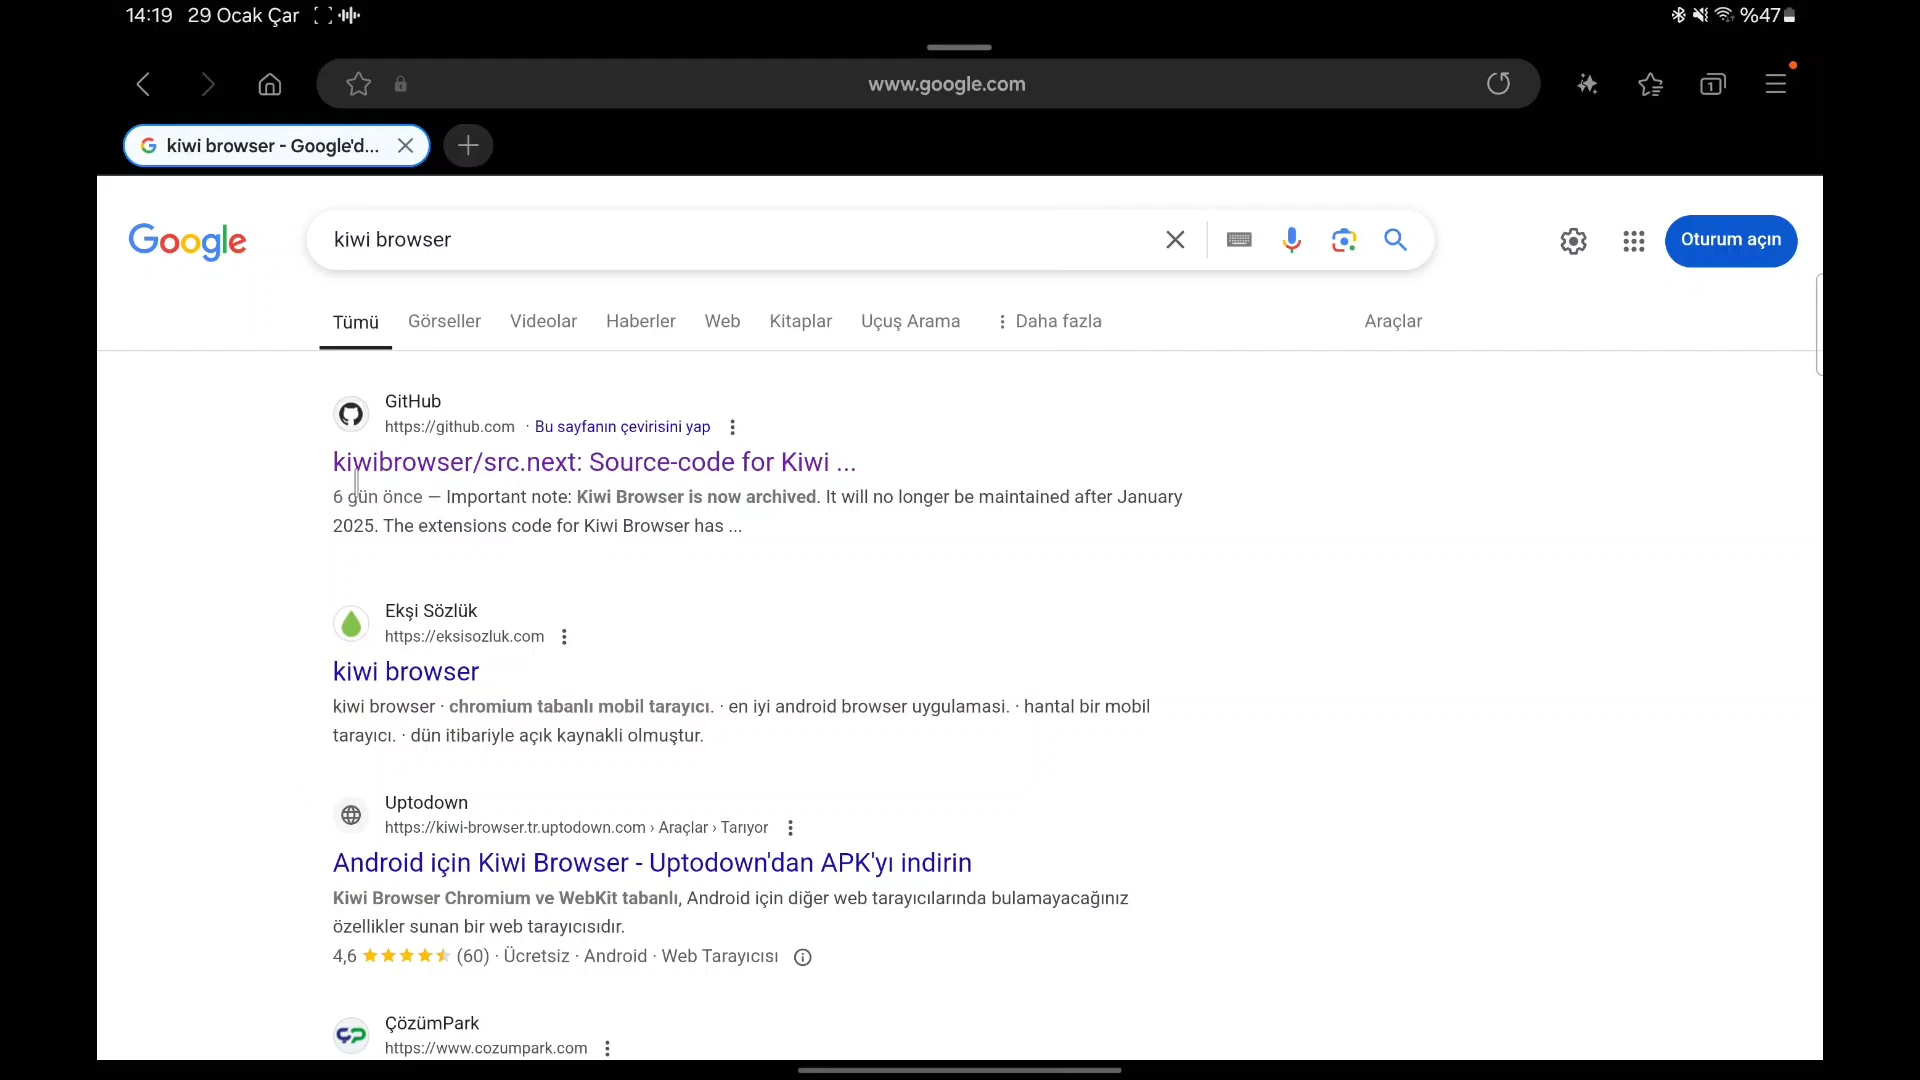 14:19 29 Ocak Çar %47
www.google.com
1
kiwi browser - Google'd...
Google
kiwi browser
Oturum açın
Tümü Görseller Videolar Haberler Web Kitaplar Uçuş Arama Daha fazla Araçlar
GitHub
https://github.com · Bu sayfanın çevirisini yap
kiwibrowser/src.next: Source-code for Kiwi ...
6 gün önce — Important note: Kiwi Browser is now archived. It will no longer be maintained after January
2025. The extensions code for Kiwi Browser has ...
Ekşi Sözlük
https://eksisozluk.com
kiwi browser
kiwi browser · chromium tabanlı mobil tarayıcı. · en iyi android browser uygulamasi. · hantal bir mobil
tarayıcı. · dün itibariyle açık kaynakli olmuştur.
Uptodown
https://kiwi-browser.tr.uptodown.com › Araçlar › Tarıyor
Android için Kiwi Browser - Uptodown'dan APK'yı indirin
Kiwi Browser Chromium ve WebKit tabanlı, Android için diğer web tarayıcılarında bulamayacağınız
özellikler sunan bir web tarayıcısıdır.
4,6 (60) · Ücretsiz · Android · Web Tarayıcısı
ÇözümPark
https://www.cozumpark.com